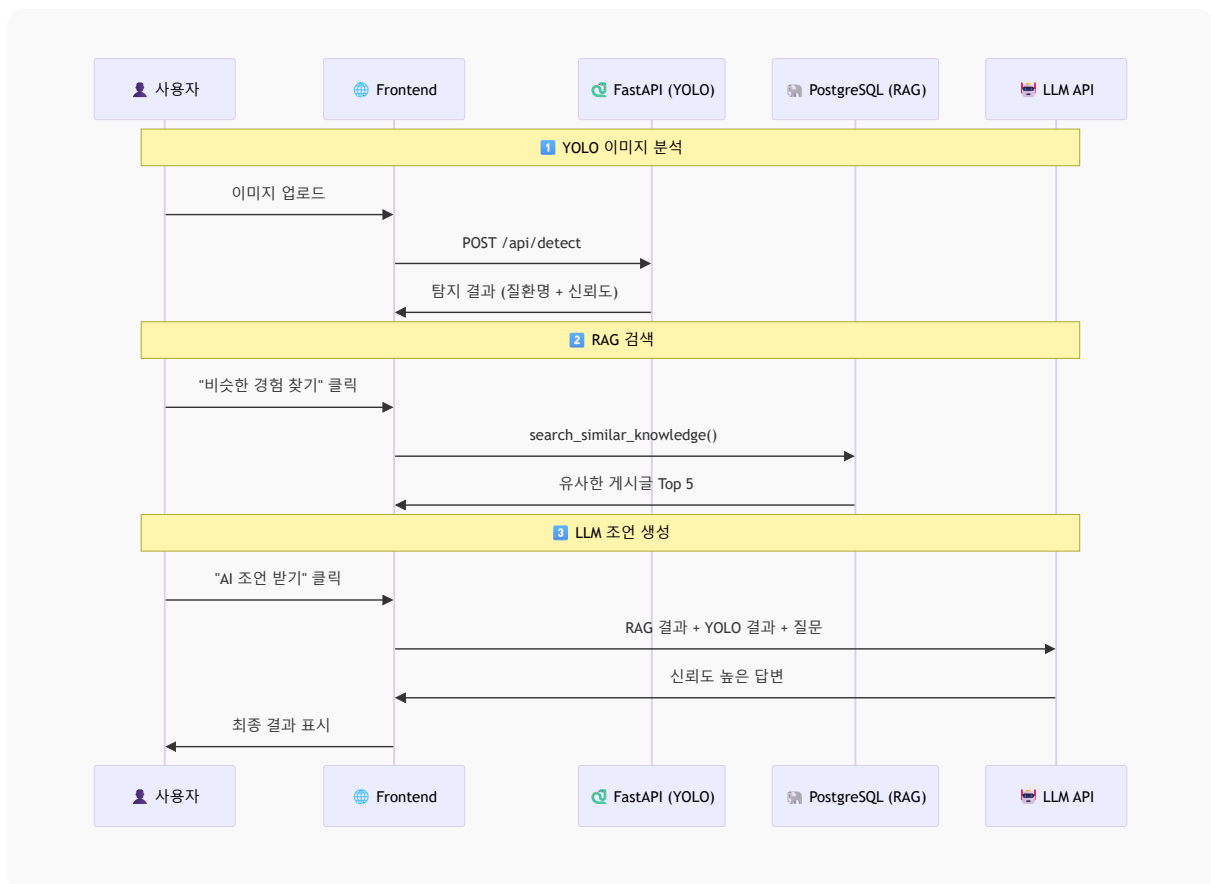 👤 사용자
🌐 Frontend
FastAPI (YOLO)
🐘 PostgreSQL (RAG)
🤖 LLM API
1️⃣ YOLO 이미지 분석
이미지 업로드
POST /api/detect
탐지 결과 (질환명 + 신뢰도)
2️⃣ RAG 검색
"비슷한 경험 찾기" 클릭
search_similar_knowledge()
유사한 게시글 Top 5
3️⃣ LLM 조언 생성
"AI 조언 받기" 클릭
RAG 결과 + YOLO 결과 + 질문
신뢰도 높은 답변
최종 결과 표시
👤 사용자
🌐 Frontend
FastAPI (YOLO)
🐘 PostgreSQL (RAG)
🤖 LLM API